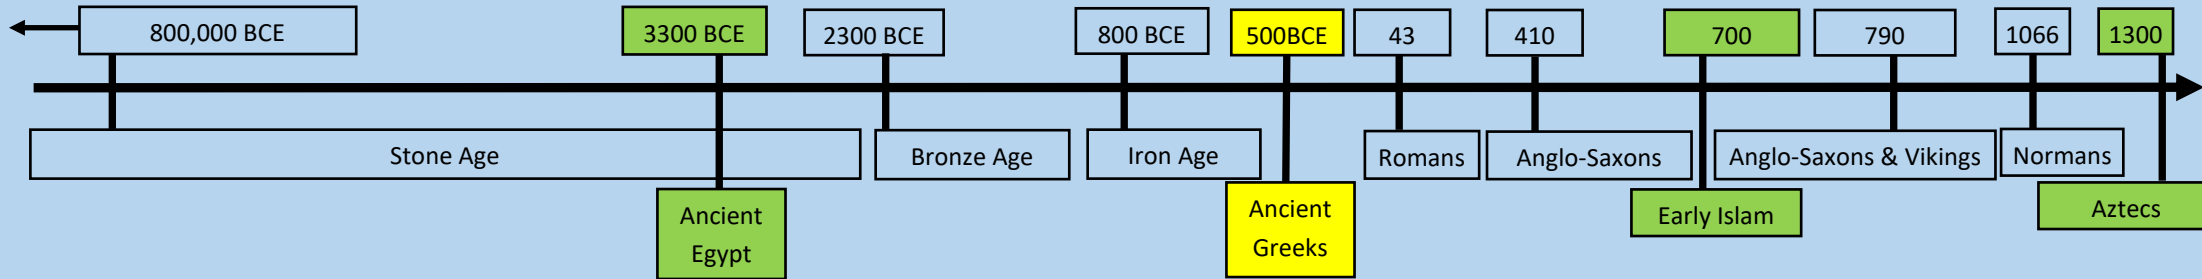 800,000 BCE
3300 BCE
2300 BCE
800 BCE
500BCE
43
410
700
790
1066
1300
Stone Age
Bronze Age
Iron Age
Romans
Anglo-Saxons
Anglo-Saxons & Vikings
Normans
Ancient
Egypt
Ancient
Greeks
Early Islam
Aztecs